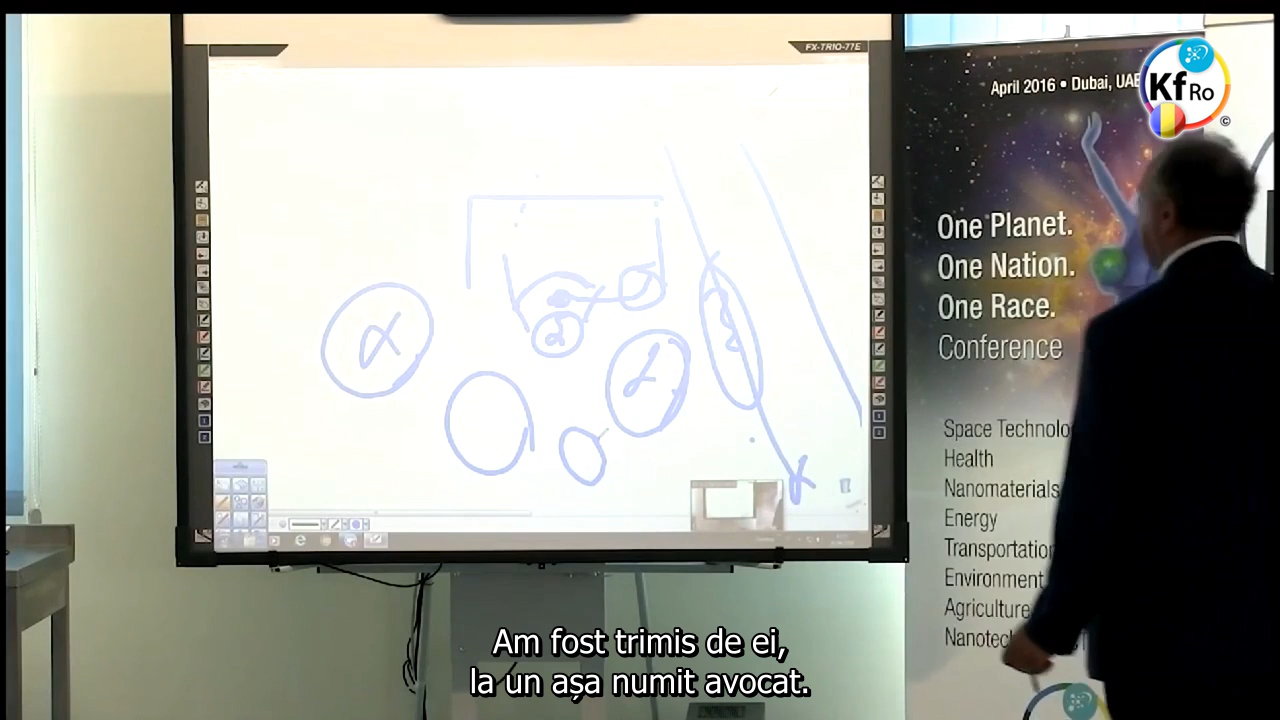 FX-TRIO-77E
April 2016 • Dubai, UAE
Kf Ro
©
One Planet.
One Nation.
One Race.
Conference
Space Technolo
Health
Nanomaterials
Energy
Transportation
Environment
Agriculture
Nanotech
α
α
α
Am fost trimis de ei,
la un așa numit avocat.